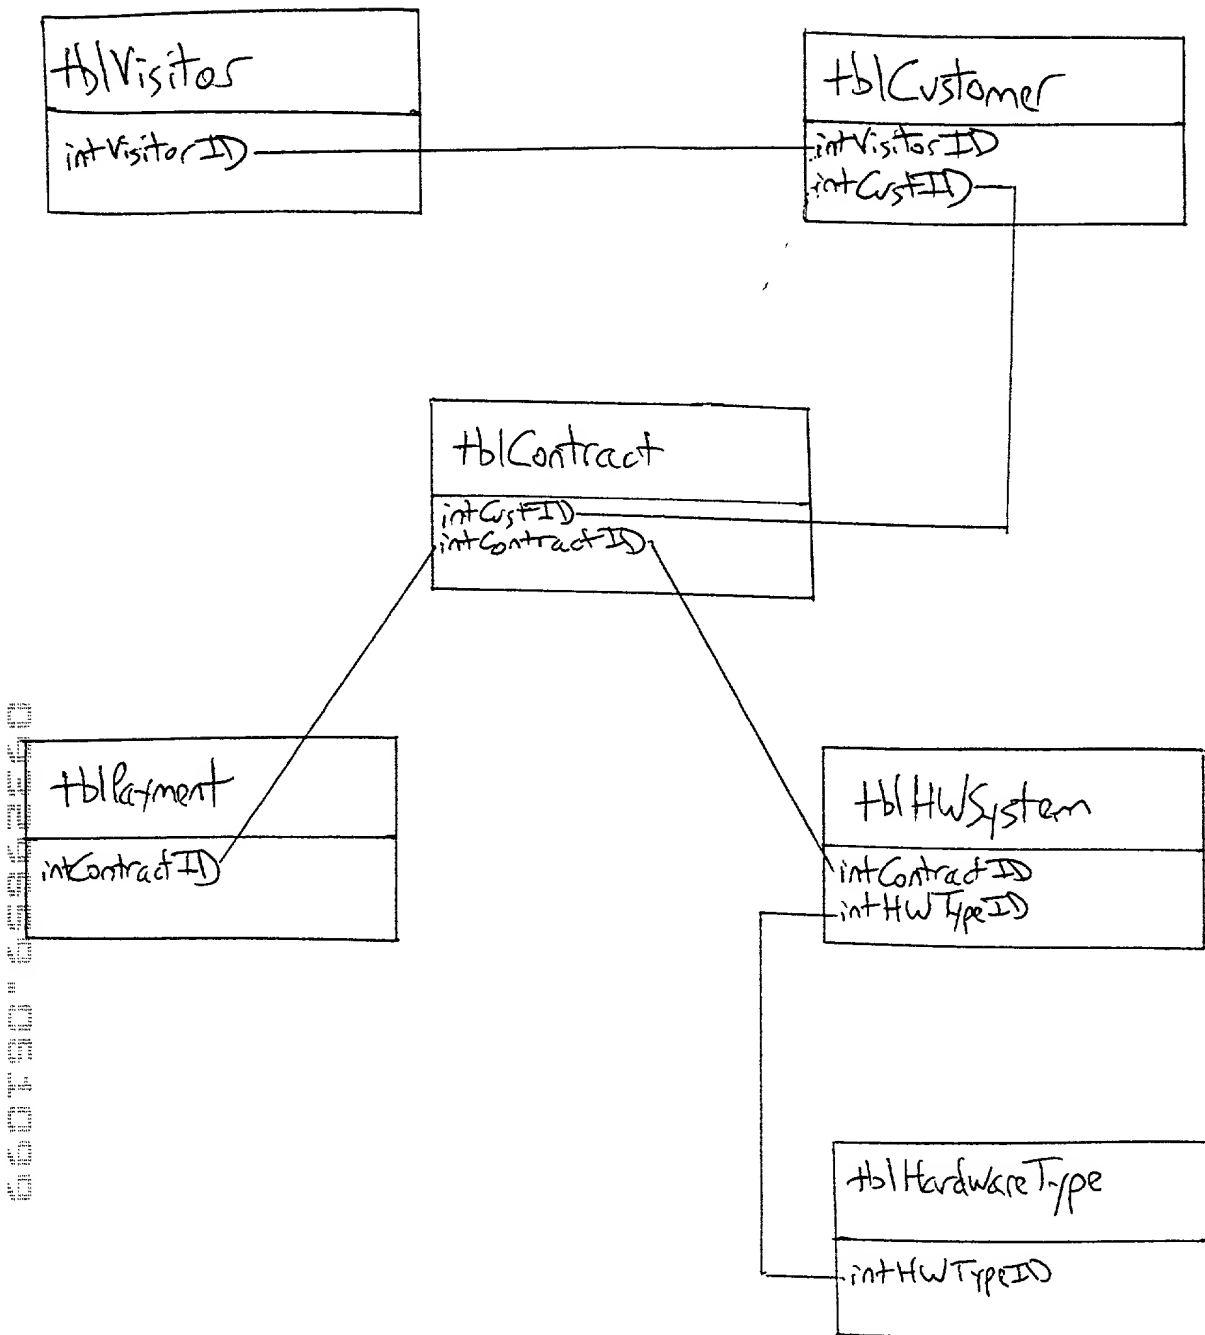 tblVisitor
intVisitorID
tblCustomer
intVisitorID
intCustID
tblContract
intCustID
intContractID
tblPayment
intContractID
tblHWSystem
intContractID
intHWTypeID
tblHardwareType
intHWTypeID